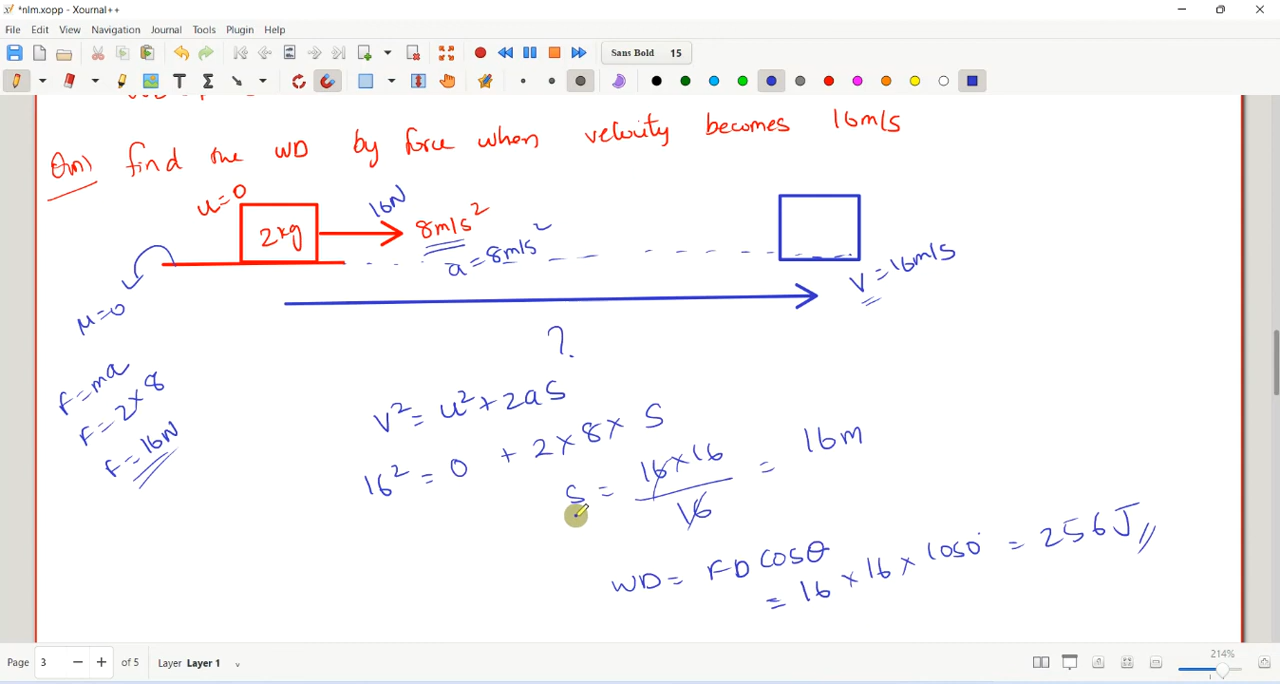 *nlm.xopp - Xournal++
File Edit View Navigation Journal Tools Plugin Help
Sans Bold 15
Qm) find the WD by force when velocity becomes 16m/s
u=0
2kg
16N
8m/s²
a=8m/s²
μ=0
V=16m/s
?
F=ma
F=2×8
F=16N
V²=u²+2aS
16²=0 + 2×8× S
S = 16×16 / 16 = 16m
WD= FD cosθ
= 16 × 16 × cos0° = 256J
Page 3 of 5 Layer Layer 1
214%